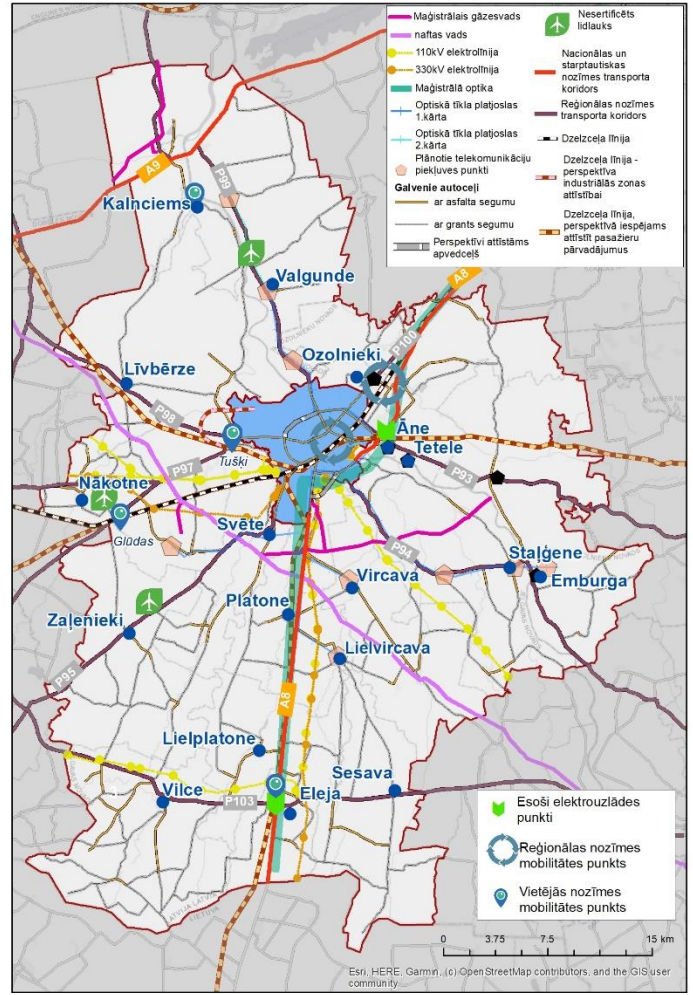 Maģistrālais gāzesvads
naftas vads
110kV elektrolīnija
330kV elektrolīnija
Maģistrālā optika
Optiskā tīkla platjoslas
1.kārta
Optiskā tīkla platjoslas
2.kārta
Plānotie telekomunikāciju
piekļuves punkti
Galvenie autoceļi
ar asfalta segumu
ar grants segumu
Perspektīvi attīstāms
apvedceļš
Nesertificēts
lidlauks
Nacionālas un
starptautiskas
nozīmes transporta
koridors
Reģionālas nozīmes
transporta koridors
Dzelzceļa līnija
Dzelzceļa līnija -
perspektīva
industriālās zonas
attīstībai
Dzelzceļa līnija,
perspektīvā iespējams
attīstīt pasažieru
pārvadājumus
A9
P99
Kalnciems
Valgunde
A8
P100
OZOLNIEKU NOVADS
Ozolnieki
Līvbērze
P98
Āne
Tušķi
Tetele
P97
P93
Nākotne
Glūdas
Svēte
P94
Staļģene
Vircava
Emburga
Platone
Zaļenieki
Lielvircava
P95
A8
Lielplatone
Sesava
Vilce
P103
Eleja
LATVIJA
LIETUVA
Esoši elektrouzlādes
punkti
Reģionālas nozīmes
mobilitātes punkts
Vietējās nozīmes
mobilitātes punkts
0 3.75 7.5 15 km
Esri, HERE, Garmin, (c) OpenStreetMap contributors, and the GIS user
community